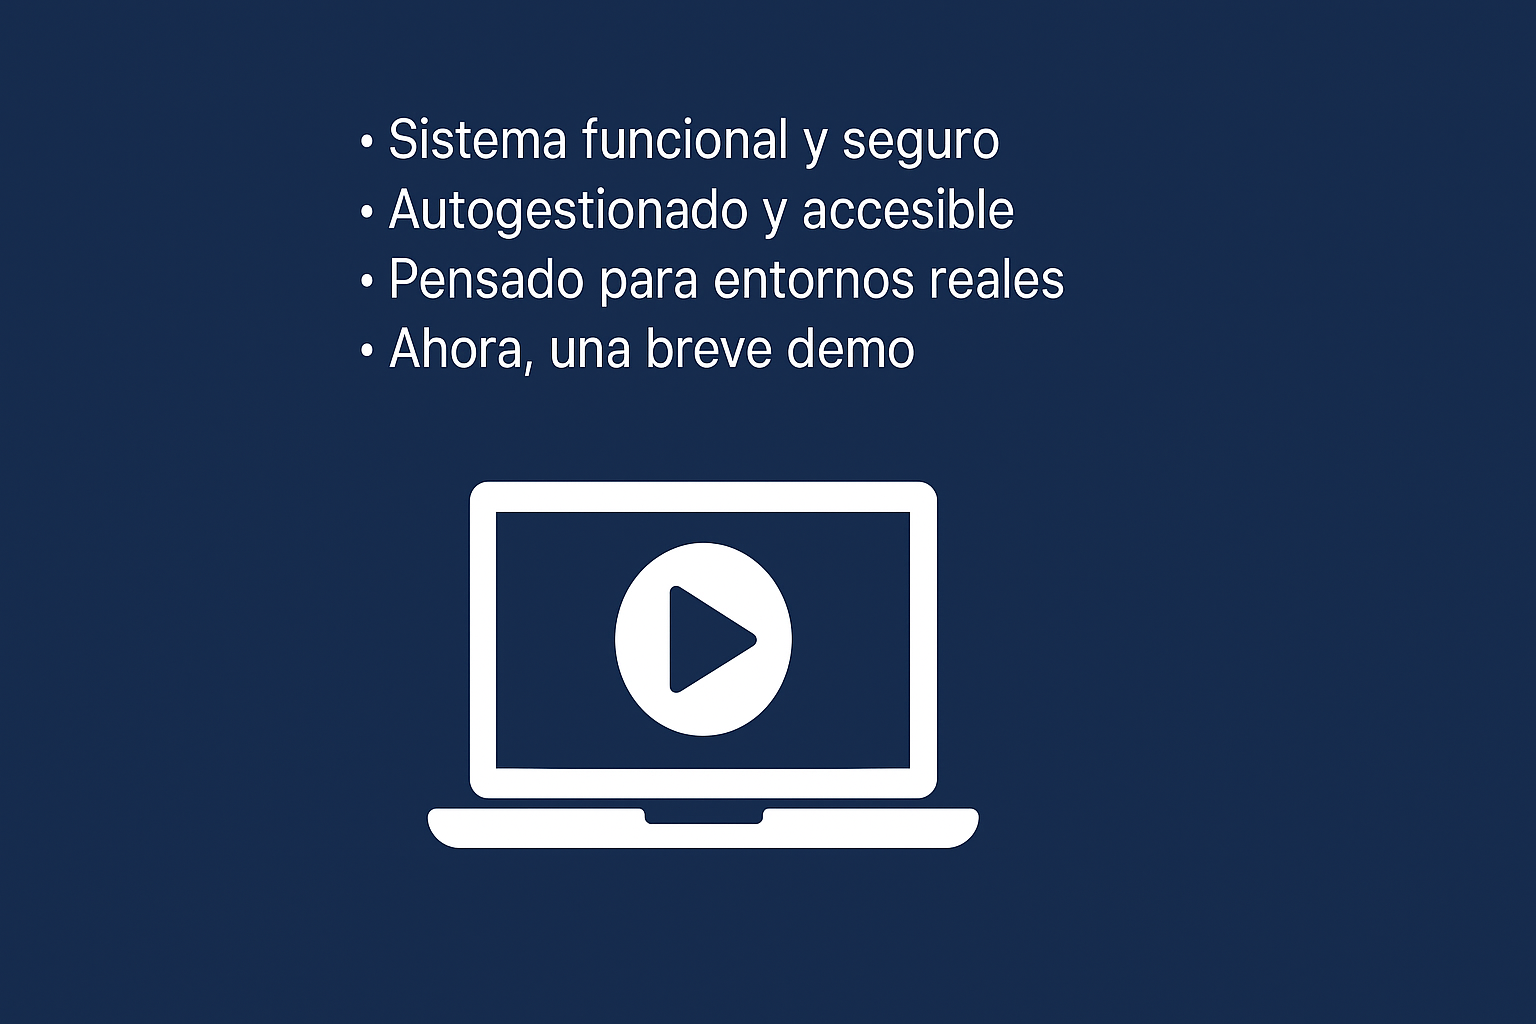 • Sistema funcional y seguro
• Autogestionado y accesible
• Pensado para entornos reales
• Ahora, una breve demo